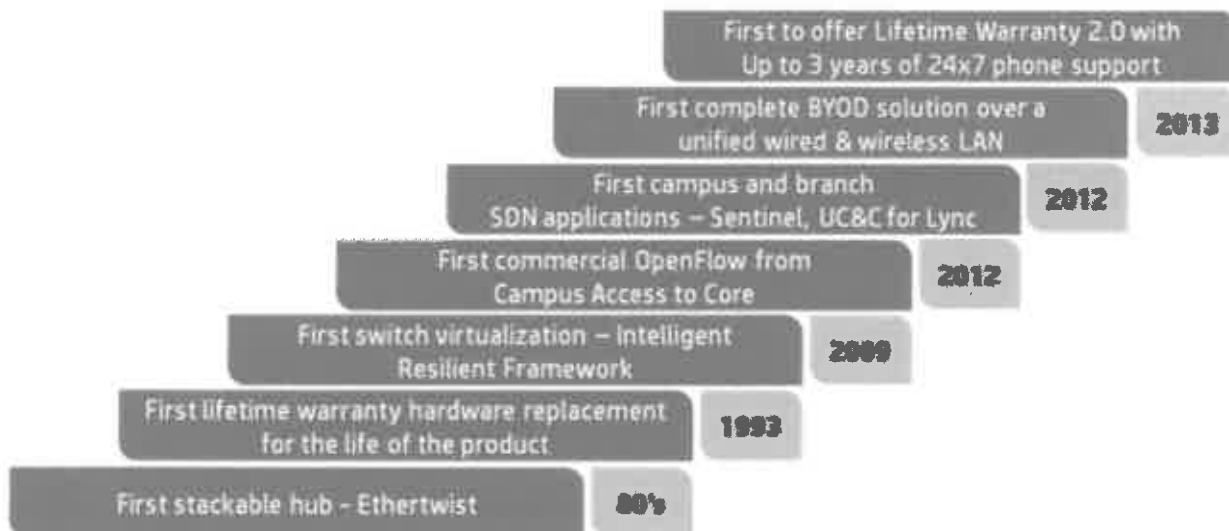 First to offer Lifetime Warranty 2.0 with
Up to 3 years of 24x7 phone support
First complete BYOD solution over a
unified wired & wireless LAN
2013
First campus and branch
SDN applications – Sentinel, UC&C for Lync
2012
First commercial OpenFlow from
Campus Access to Core
2012
First switch virtualization – Intelligent
Resilient Framework
2009
First lifetime warranty hardware replacement
for the life of the product
1993
First stackable hub - Ethertwist
80's